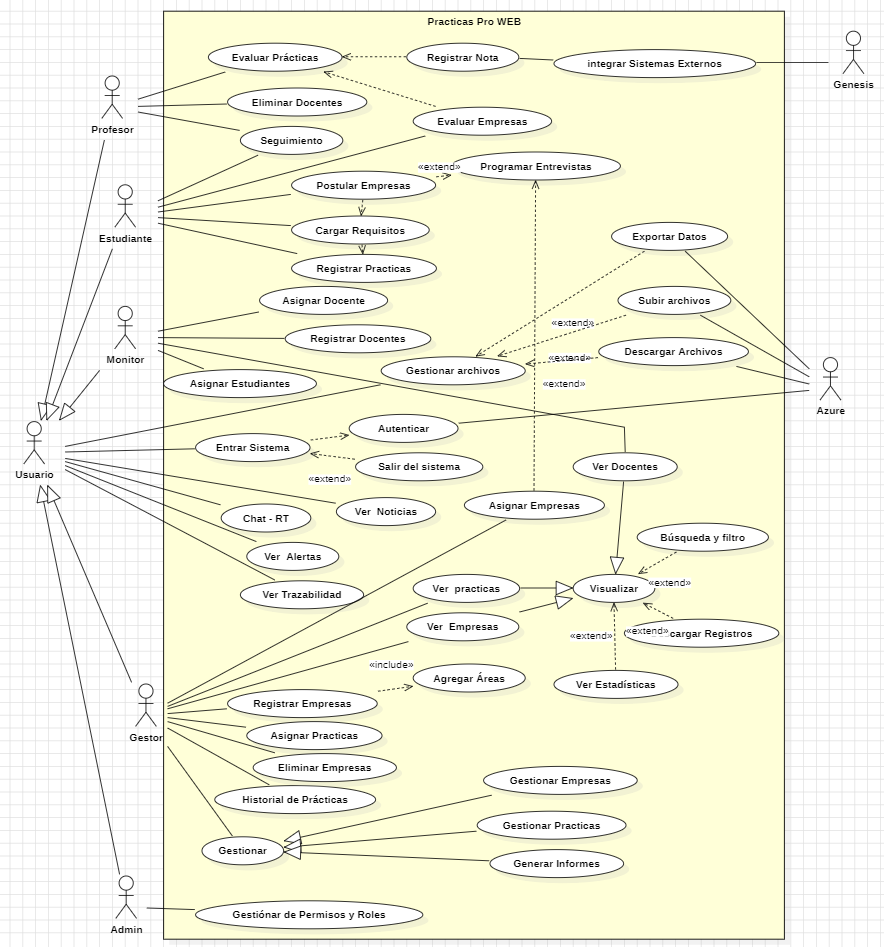 Practicas Pro WEB
Evaluar Prácticas
Registrar Nota
integrar Sistemas Externos
Genesis
Profesor
Eliminar Docentes
Evaluar Empresas
Seguimiento
«extend»
Programar Entrevistas
Postular Empresas
Estudiante
Cargar Requisitos
Exportar Datos
Registrar Practicas
Asignar Docente
Subir archivos
«extend»
Monitor
Registrar Docentes
Descargar Archivos
«extend»
Gestionar archivos
Asignar Estudiantes
«extend»
Azure
Autenticar
Entrar Sistema
Usuario
Salir del sistema
Ver Docentes
«extend»
Asignar Empresas
Ver  Noticias
Chat - RT
Búsqueda y filtro
Ver  Alertas
Ver Trazabilidad
Ver  practicas
Visualizar
«extend»
Ver  Empresas
«extend»
«extend»
cargar Registros
«include»
Agregar Áreas
Ver Estadísticas
Registrar Empresas
Gestor
Asignar Practicas
Eliminar Empresas
Gestionar Empresas
Historial de Prácticas
Gestionar Practicas
Gestionar
Generar Informes
Admin
Gestiónar de Permisos y Roles